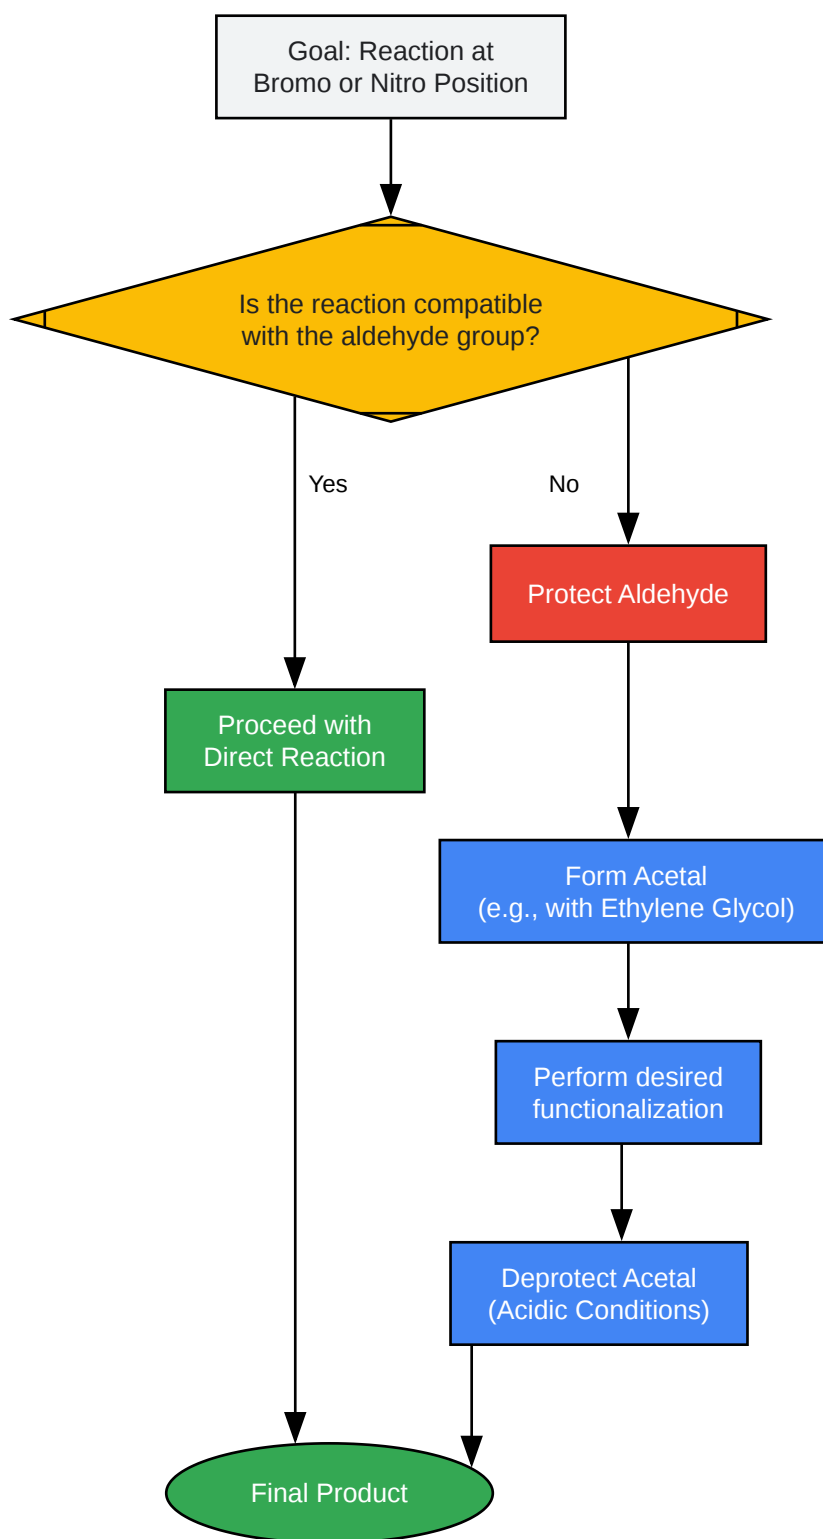 Goal: Reaction at
Bromo or Nitro Position
Is the reaction compatible
with the aldehyde group?
Yes
No
Protect Aldehyde
Proceed with
Direct Reaction
Form Acetal
(e.g., with Ethylene Glycol)
Perform desired
functionalization
Deprotect Acetal
(Acidic Conditions)
Final Product